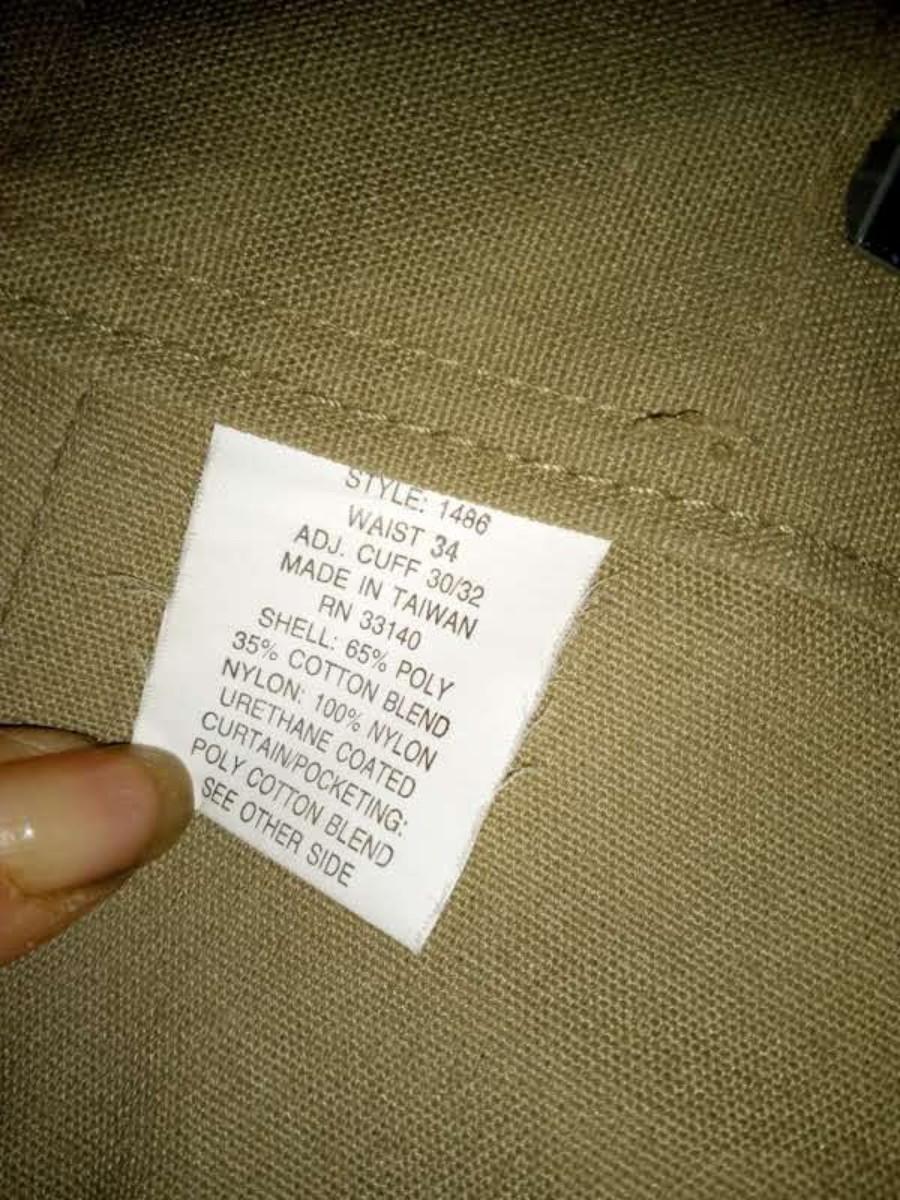 STYLE: 1486
WAIST 34
ADJ. CUFF 30/32
MADE IN TAIWAN
RN 33140
SHELL: 65% POLY
35% COTTON BLEND
NYLON: 100% NYLON
URETHANE COATED
CURTAIN/POCKETING:
POLY COTTON BLEND
SEE OTHER SIDE